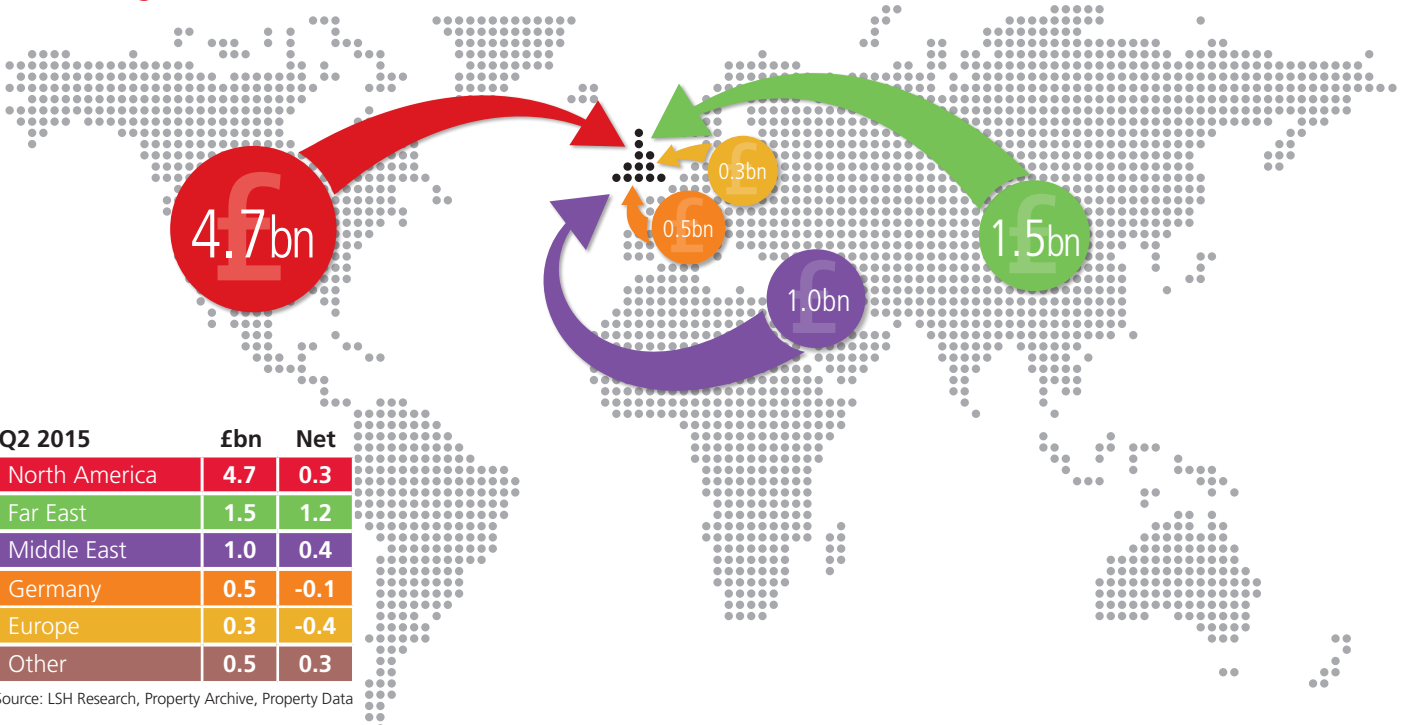 4.7bn
1.5bn
0.3bn
0.5bn
1.0bn
Q2 2015 £bn Net
North America 4.7 0.3
Far East 1.5 1.2
Middle East 1.0 0.4
Germany 0.5 -0.1
Europe 0.3 -0.4
Other 0.5 0.3
Source: LSH Research, Property Archive, Property Data